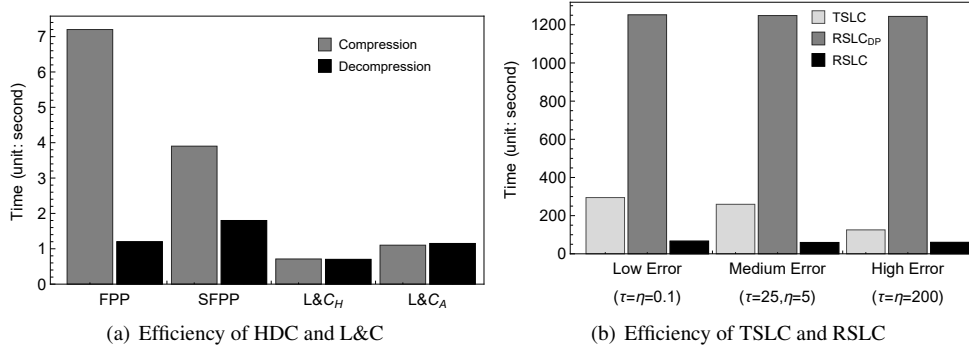 7
6
5
4
3
2
1
0
Time (unit: second)
Compression
Decompression
FPP
SFPP
L&C_H
L&C_A
(a) Efficiency of HDC and L&C
1200
1000
800
600
400
200
0
Time (unit: second)
TSLC
RSLC_DP
RSLC
Low Error
Medium Error
High Error
(τ=η=0.1)
(τ=25,η=5)
(τ=η=200)
(b) Efficiency of TSLC and RSLC